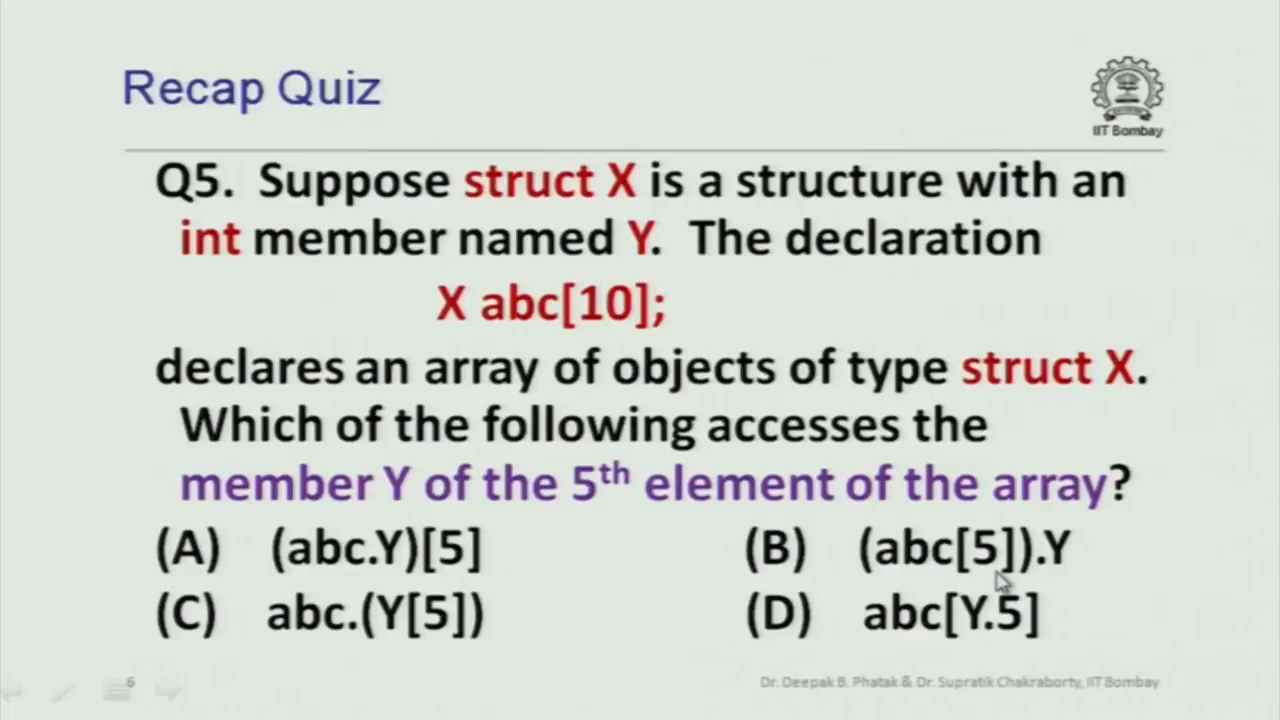 Recap Quiz
IIT Bombay
Q5. Suppose struct X is a structure with an
int member named Y. The declaration
X abc[10];
declares an array of objects of type struct X.
Which of the following accesses the
member Y of the 5th element of the array?
(A) (abc.Y)[5] (B) (abc[5]).Y
(C) abc.(Y[5]) (D) abc[Y.5]
6 Dr. Deepak B. Phatak & Dr. Supratik Chakraborty, IIT Bombay